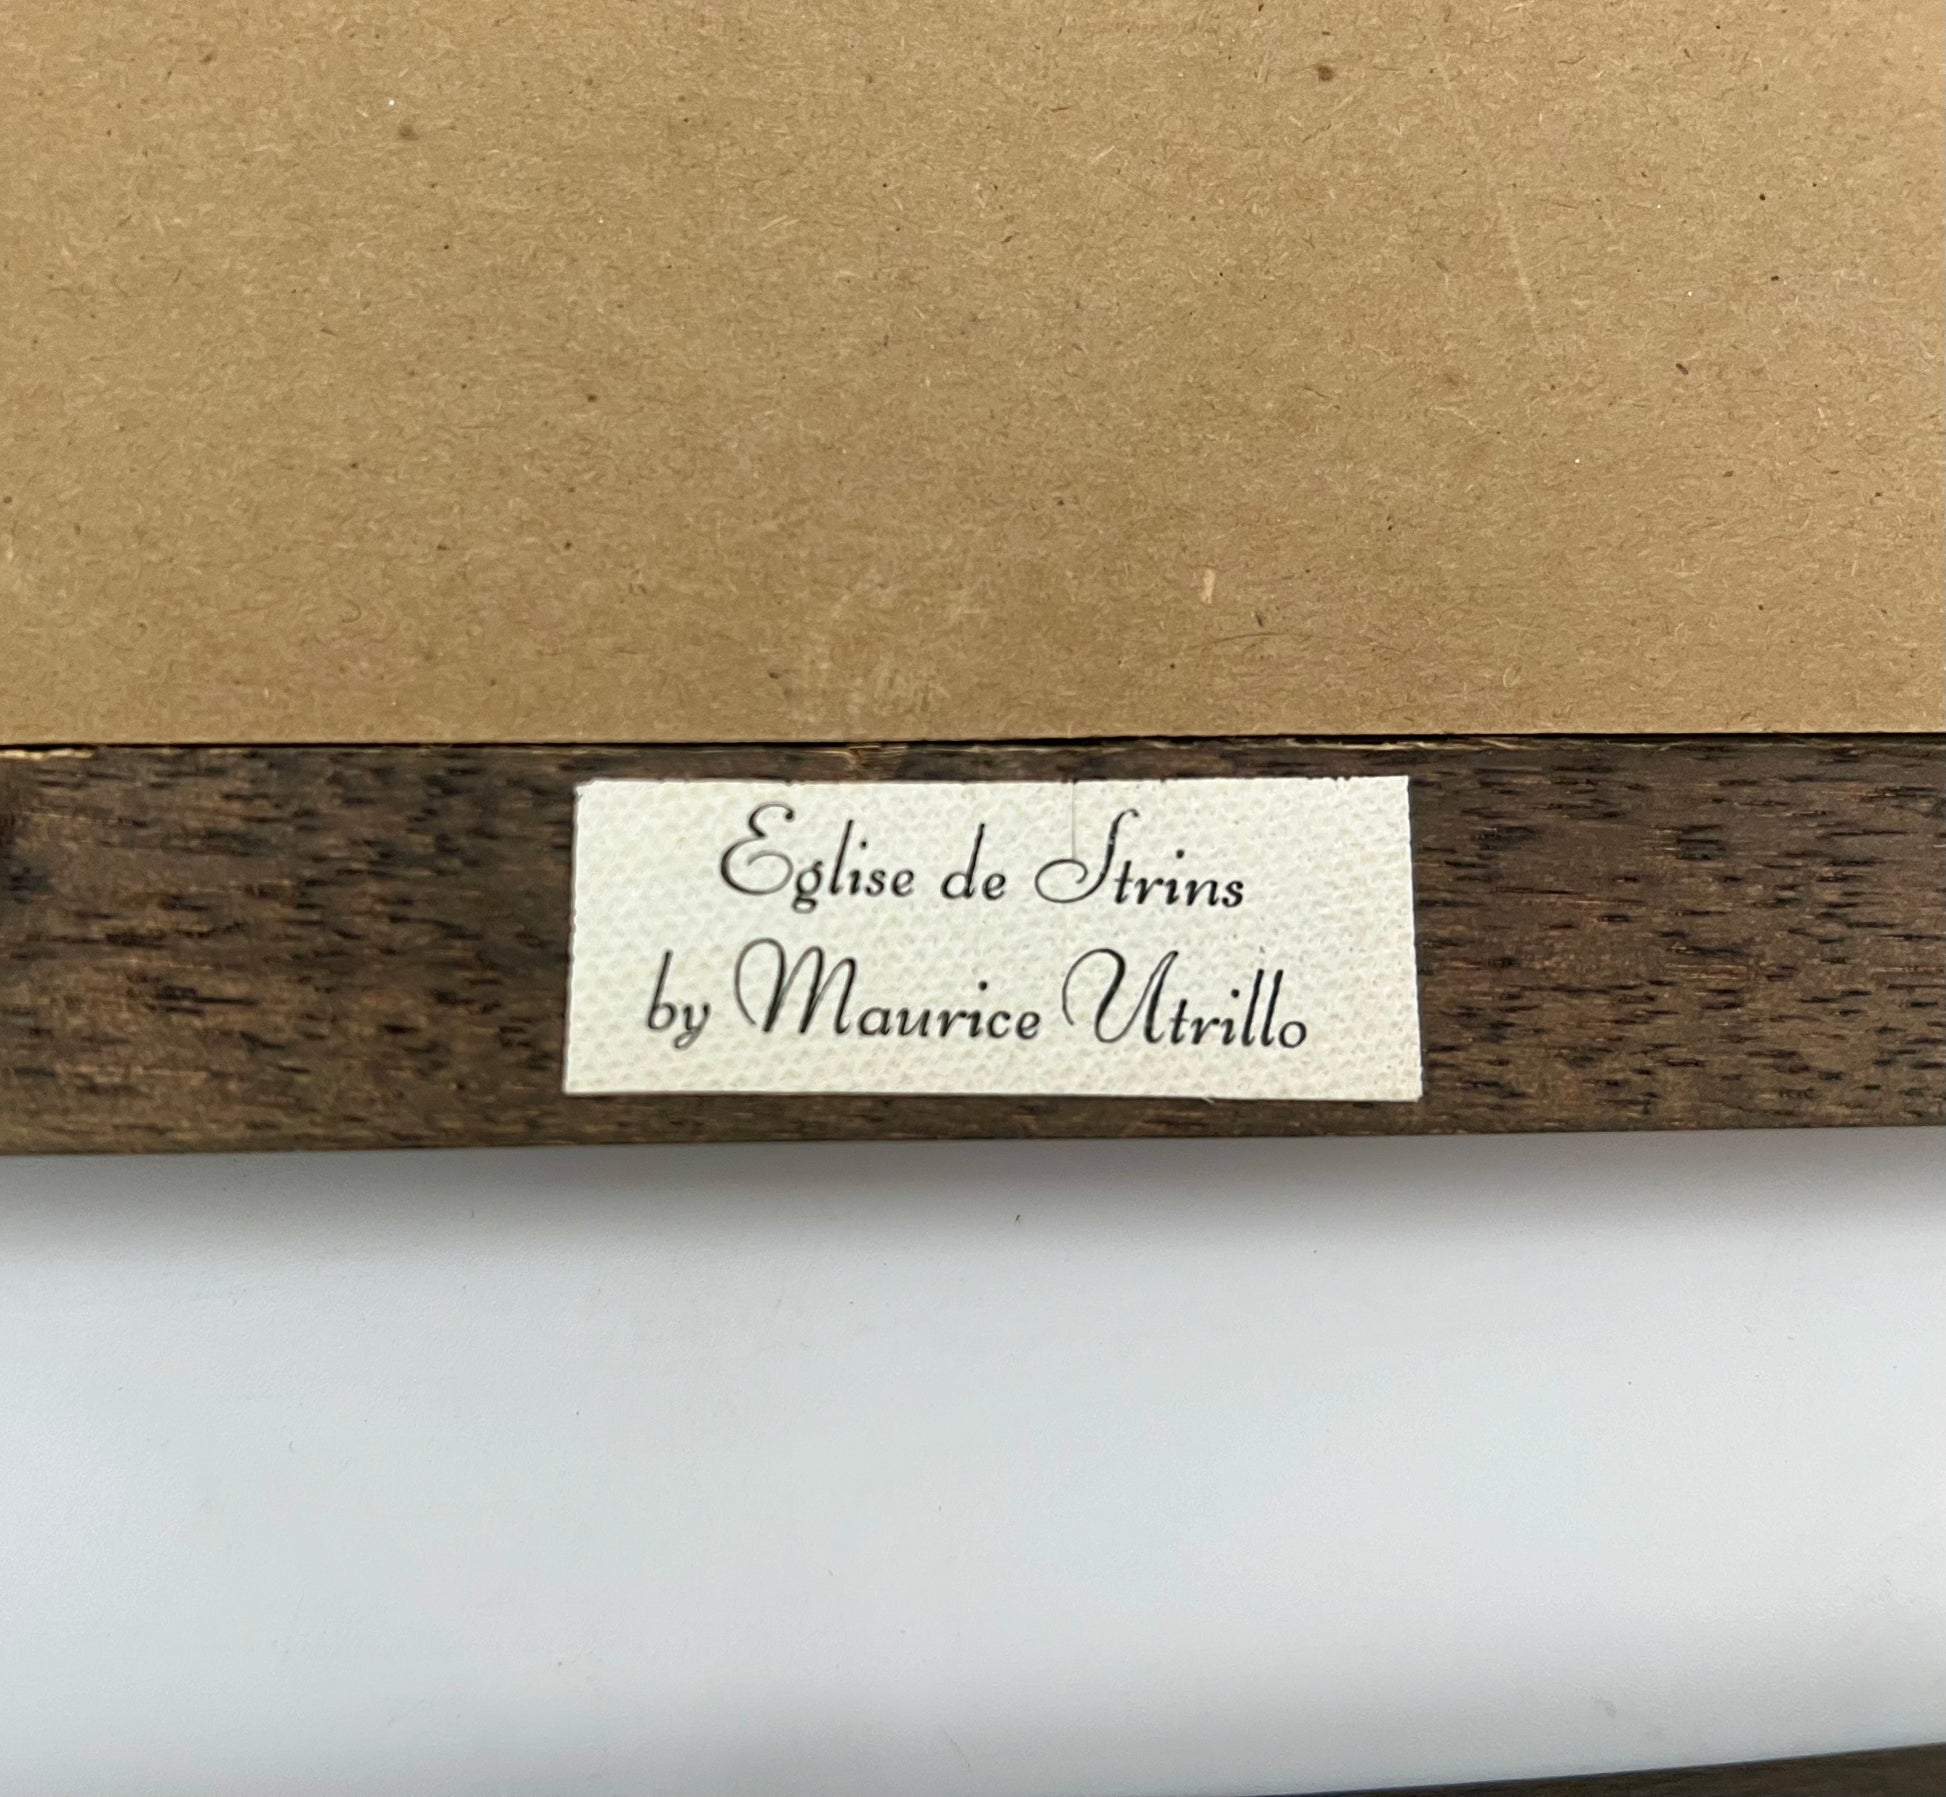 Eglise de Strins
by Maurice Utrillo